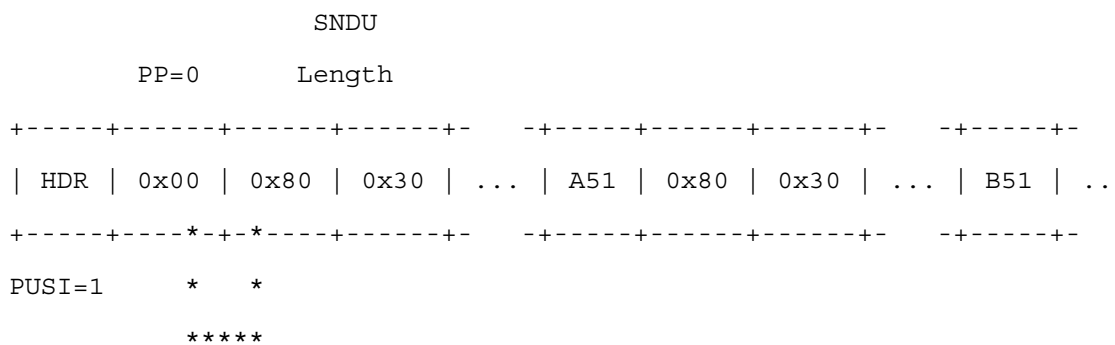 SNDU
        PP=0      Length
+-----+------+------+------+-   -+-----+------+------+-   -+-----+-
| HDR | 0x00 | 0x80 | 0x30 | ... | A51 | 0x80 | 0x30 | ... | B51 | ..
+-----+----*-+-*----+------+-   -+-----+------+------+-   -+-----+-
PUSI=1     *   *
           *****